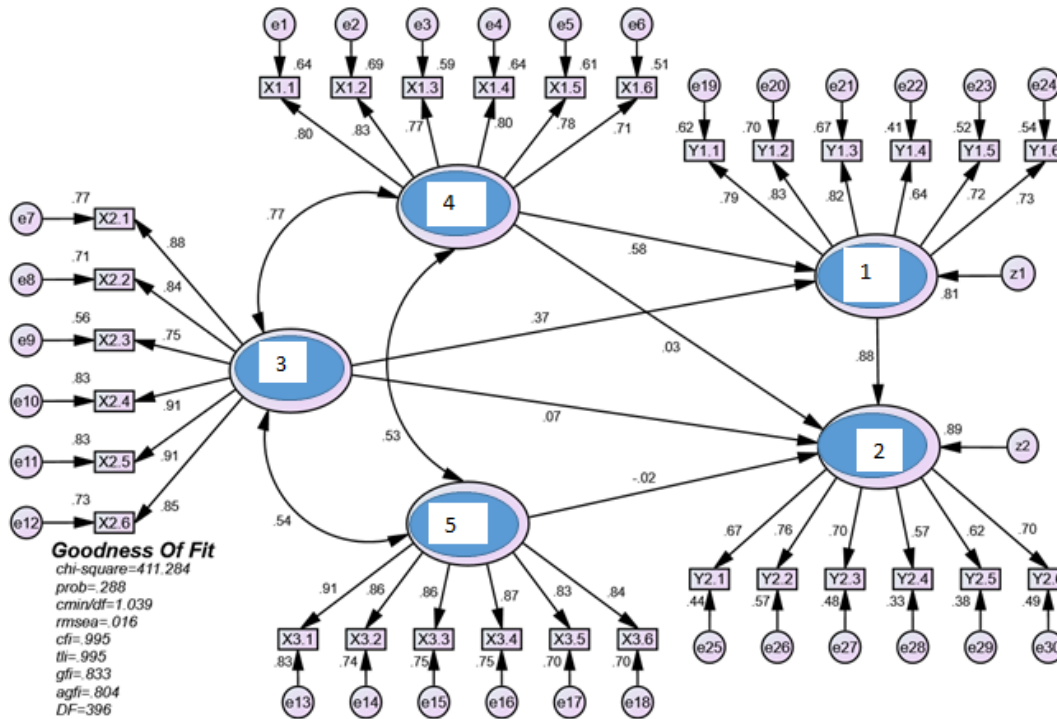 e1 e2 e3 e4 e5 e6
.64 .69 .59 .64 .61 .51
X1.1 X1.2 X1.3 X1.4 X1.5 X1.6
.80 .83 .77 .80 .78 .71
4
e19 e20 e21 e22 e23 e24
.62 .70 .67 .41 .52 .54
Y1.1 Y1.2 Y1.3 Y1.4 Y1.5 Y1.6
.79 .83 .82 .64 .72 .73
1
.81
z1
e7 .77 X2.1 .88
e8 .71 X2.2 .84
e9 .56 X2.3 .75
e10 .83 X2.4 .91
e11 .83 X2.5 .91
e12 .73 X2.6 .85
3
.77
.58
.37
.03
.88
.07
.53
-.02
.54
2
.89
z2
5
.67 .76 .70 .57 .62 .70
Y2.1 Y2.2 Y2.3 Y2.4 Y2.5
.44 .57 .48 .33 .38 .49
e25 e26 e27 e28 e29 e30
.91 .86 .86 .87 .83 .84
X3.1 X3.2 X3.3 X3.4 X3.5 X3.6
.83 .74 .75 .75 .70 .70
e13 e14 e15 e16 e17 e18
Goodness Of Fit
chi-square=411.284
prob=.288
cmin/df=1.039
rmsea=.016
cfi=.995
tli=.995
gfi=.833
agfi=.804
DF=396